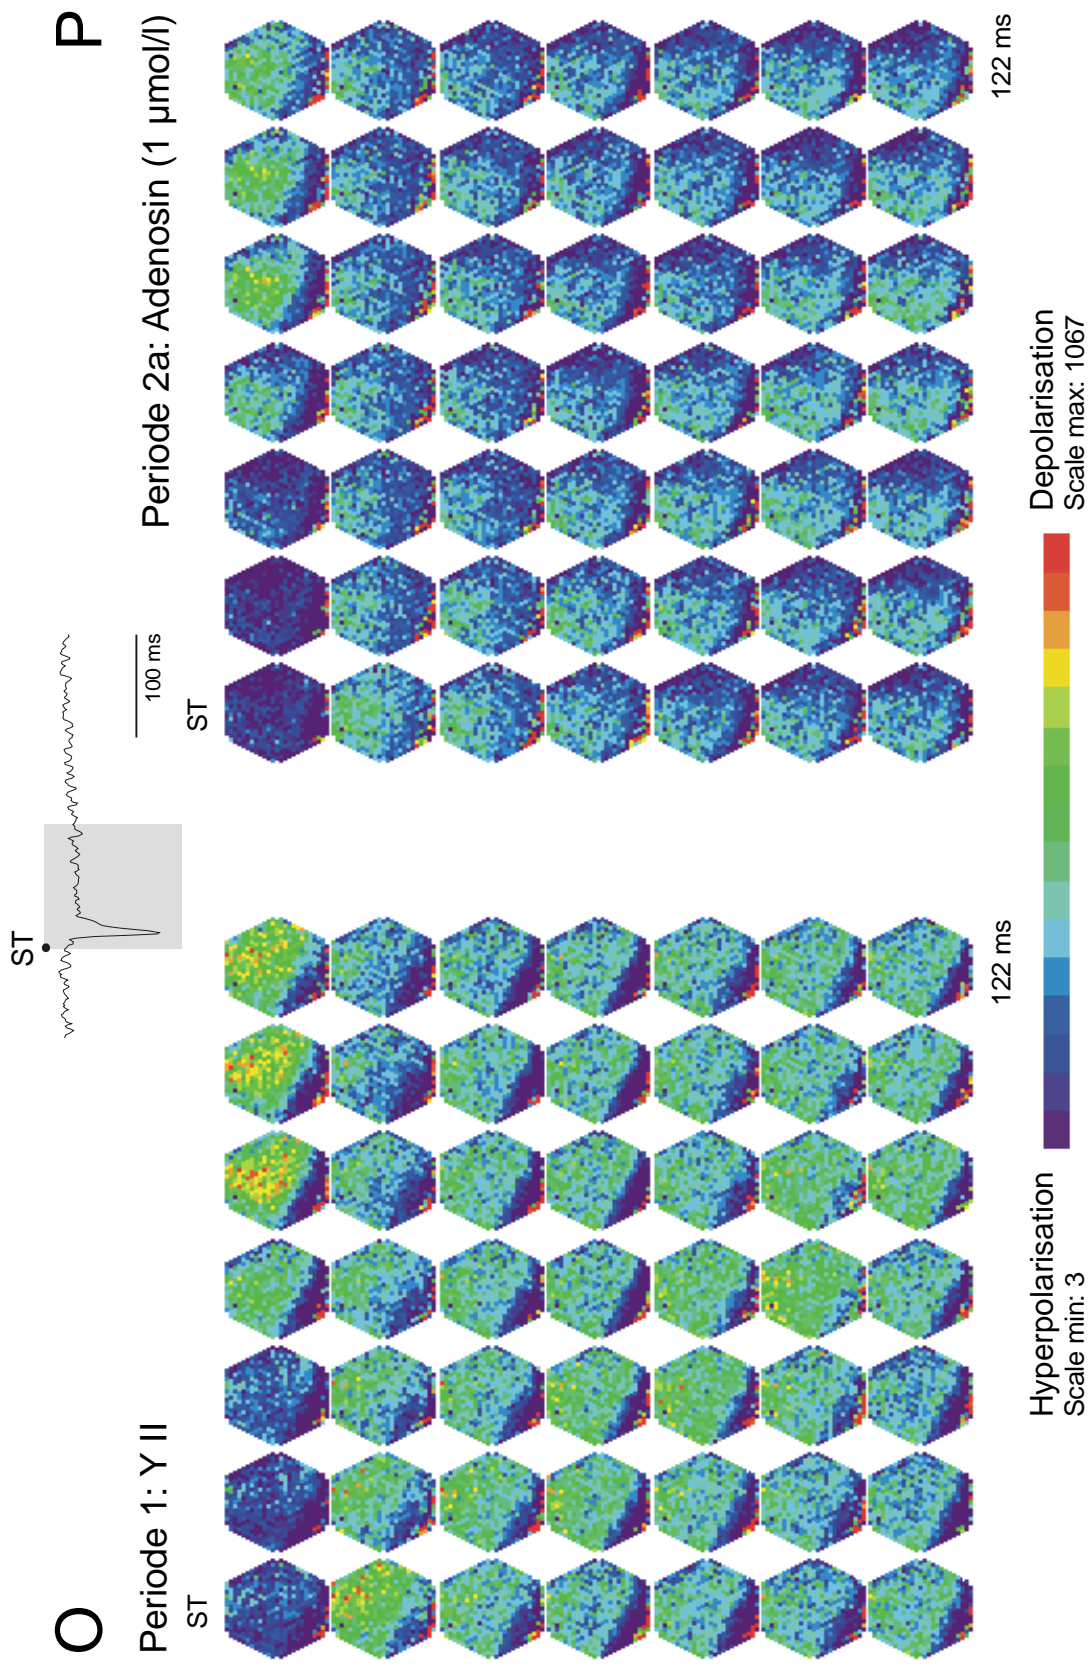 O
P
ST
100 ms
Periode 1: Y II
Periode 2a: Adenosin (1 µmol/l)
ST
ST
122 ms
122 ms
Hyperpolarisation
Scale min: 3
Depolarisation
Scale max: 1067